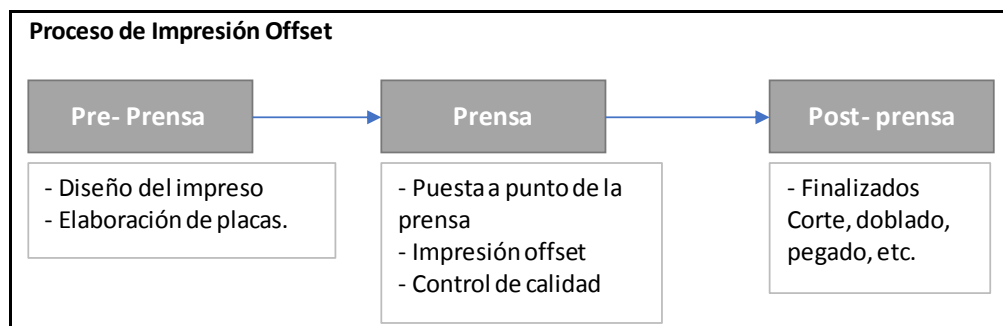 Proceso de Impresión Offset
Pre- Prensa
- Diseño del impreso
- Elaboración de placas.
Prensa
- Puesta a punto de la
prensa
- Impresión offset
- Control de calidad
Post- prensa
- Finalizados
Corte, doblado,
pegado, etc.